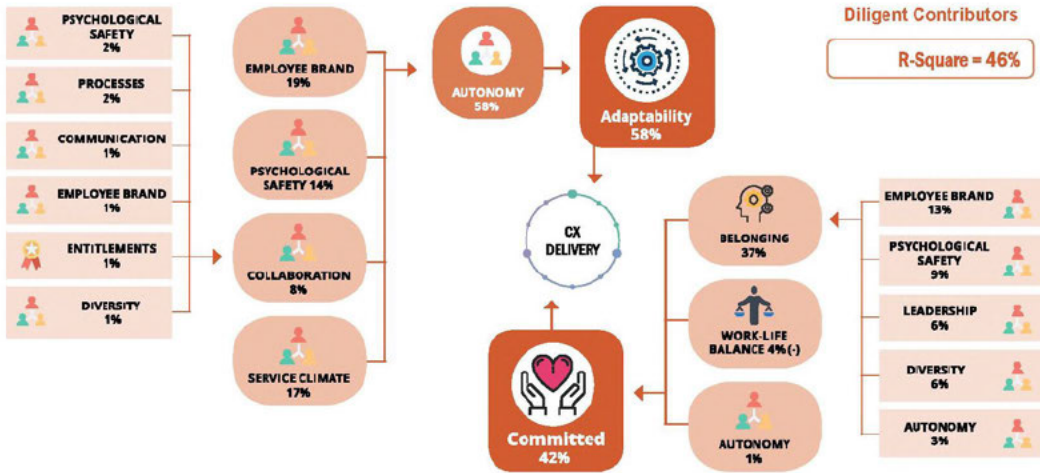 PSYCHOLOGICAL
SAFETY
2%
PROCESSES
2%
COMMUNICATION
1%
EMPLOYEE BRAND
1%
ENTITLEMENTS
1%
DIVERSITY
1%
EMPLOYEE BRAND
19%
PSYCHOLOGICAL
SAFETY 14%
COLLABORATION
8%
SERVICE CLIMATE
17%
AUTONOMY
58%
Adaptability
58%
CX
DELIVERY
Committed
42%
Diligent Contributors
R-Square = 46%
BELONGING
37%
WORK-LIFE
BALANCE 4% (-)
AUTONOMY
1%
EMPLOYEE BRAND
13%
PSYCHOLOGICAL
SAFETY
9%
LEADERSHIP
6%
DIVERSITY
6%
AUTONOMY
3%